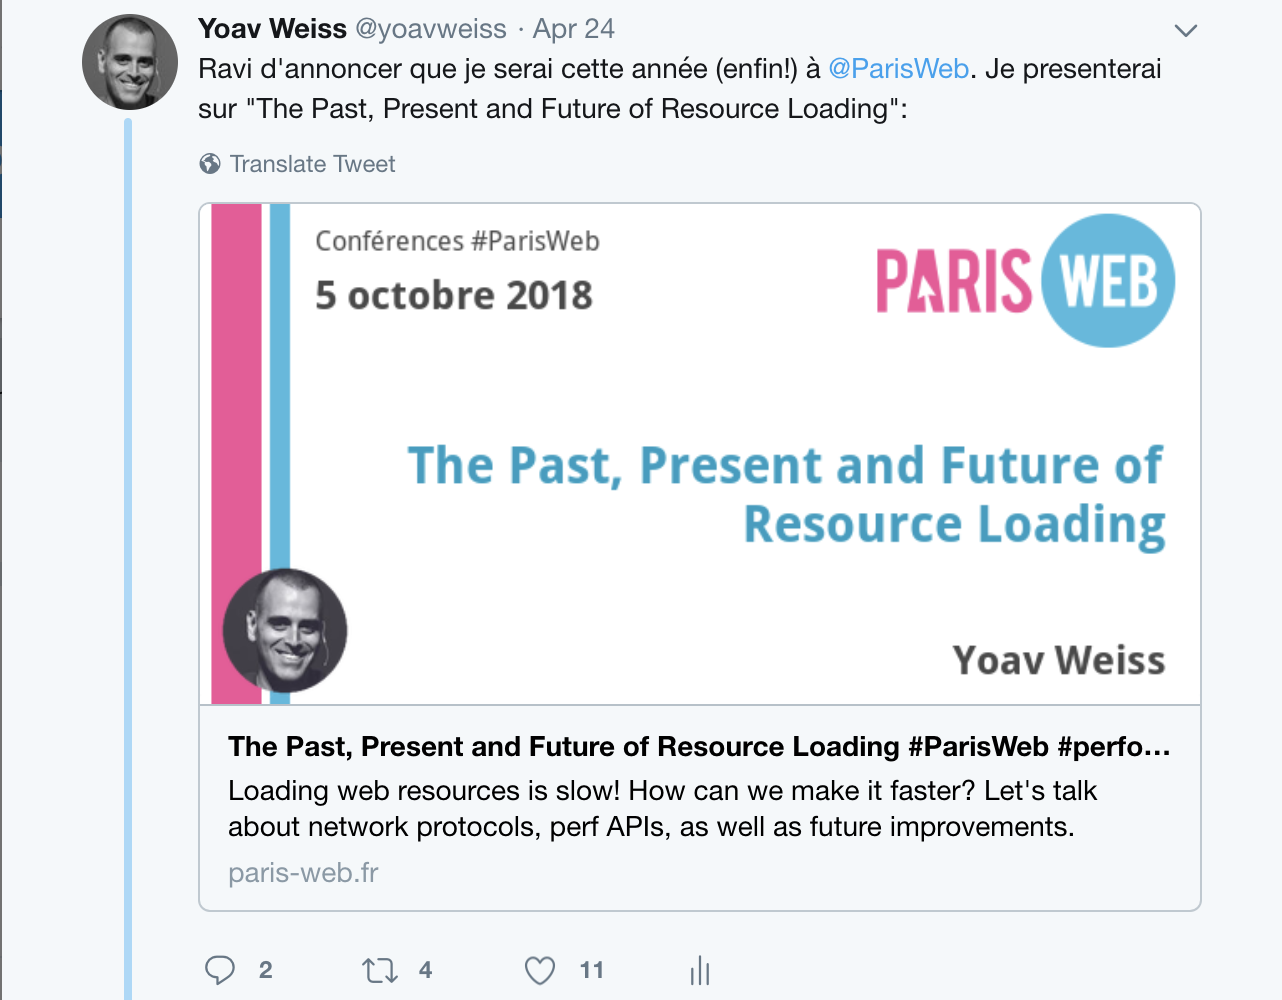 Yoav Weiss @yoavweiss · Apr 24
Ravi d'annoncer que je serai cette année (enfin!) à @ParisWeb. Je presenterai
sur "The Past, Present and Future of Resource Loading":
Translate Tweet
Conférences #ParisWeb
5 octobre 2018
PARIS WEB
The Past, Present and Future of
Resource Loading
Yoav Weiss
The Past, Present and Future of Resource Loading #ParisWeb #perfo...
Loading web resources is slow! How can we make it faster? Let's talk
about network protocols, perf APIs, as well as future improvements.
paris-web.fr
2 4 11